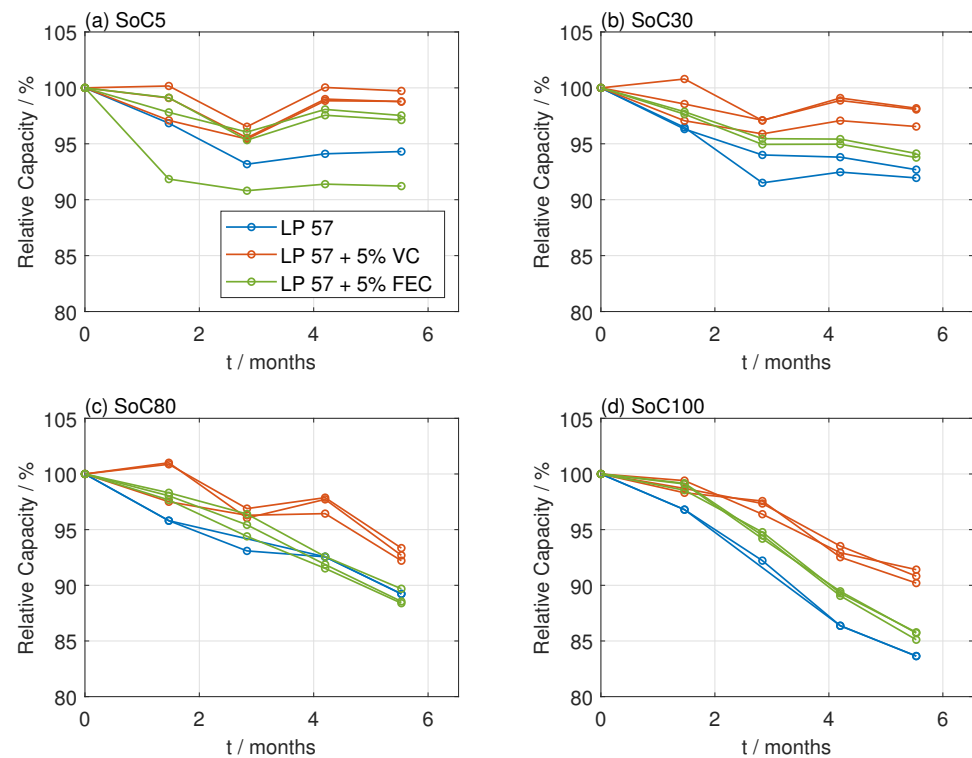 (a) SoC5
105
100
95
90
85
80
Relative Capacity / %
0
2
4
6
t / months
LP 57
LP 57 + 5% VC
LP 57 + 5% FEC
(b) SoC30
105
100
95
90
85
80
Relative Capacity / %
0
2
4
6
t / months
(c) SoC80
105
100
95
90
85
80
Relative Capacity / %
0
2
4
6
t / months
(d) SoC100
105
100
95
90
85
80
Relative Capacity / %
0
2
4
6
t / months